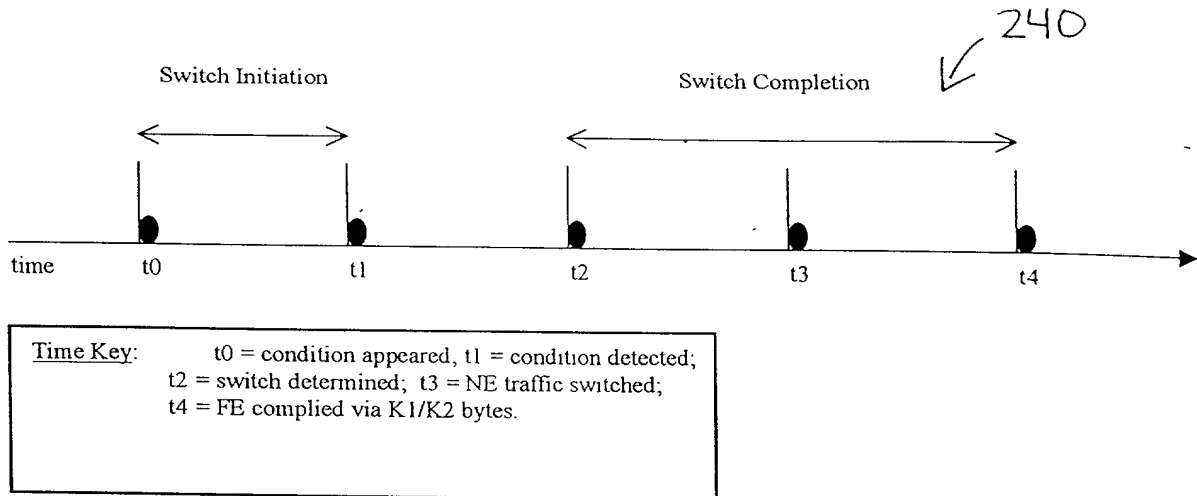 240
Switch Initiation
Switch Completion
time t0 t1 t2 t3 t4
Time Key: t0 = condition appeared, t1 = condition detected;
t2 = switch determined; t3 = NE traffic switched;
t4 = FE complied via K1/K2 bytes.